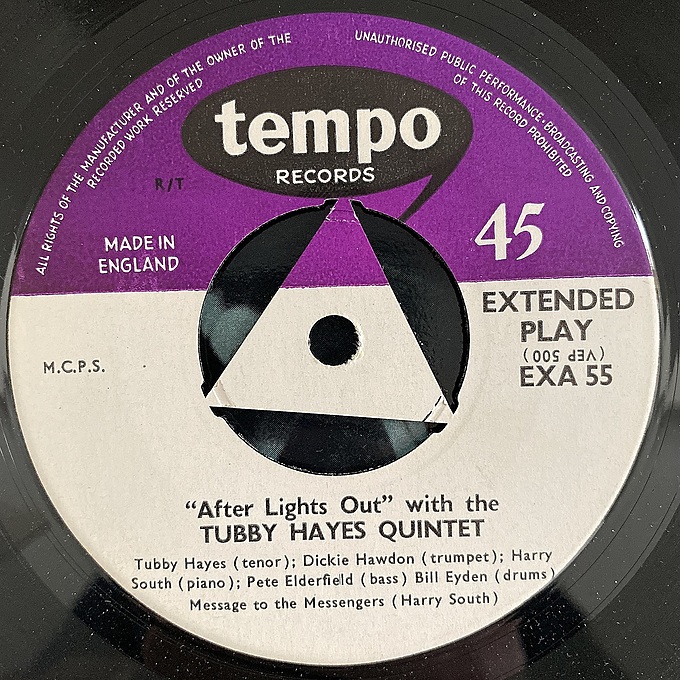 ALL RIGHTS OF THE MANUFACTURER AND OF THE OWNER OF THE
RECORDED WORK RESERVED
UNAUTHORISED PUBLIC PERFORMANCE, BROADCASTING AND COPYING
OF THIS RECORD PROHIBITED
tempo
RECORDS
R/T
MADE IN
ENGLAND
45
EXTENDED
PLAY
(VEP 500)
EXA 55
M.C.P.S.
“After Lights Out” with the
TUBBY HAYES QUINTET
Tubby Hayes (tenor); Dickie Hawdon (trumpet); Harry
South (piano); Pete Elderfield (bass) Bill Eyden (drums)
Message to the Messengers (Harry South)